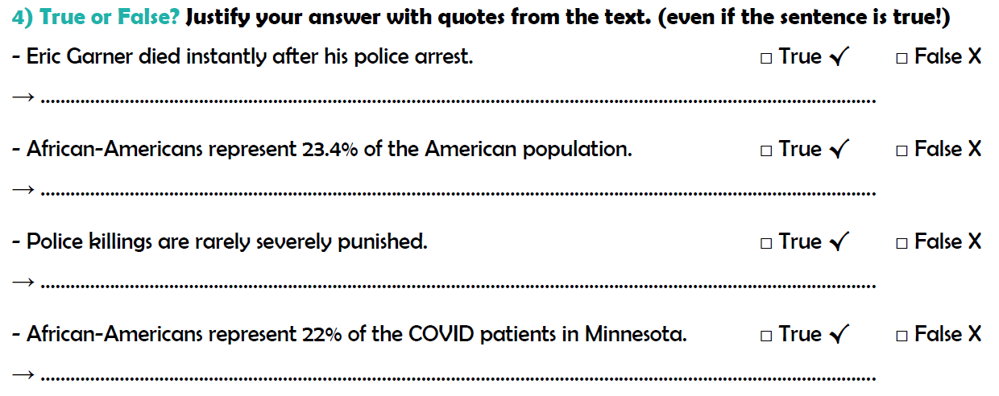 4) True or False? Justify your answer with quotes from the text. (even if the sentence is true!)
- Eric Garner died instantly after his police arrest. □ True ✓ □ False X
→ ........................................................................................................................
- African-Americans represent 23.4% of the American population. □ True ✓ □ False X
→ ........................................................................................................................
- Police killings are rarely severely punished. □ True ✓ □ False X
→ ........................................................................................................................
- African-Americans represent 22% of the COVID patients in Minnesota. □ True ✓ □ False X
→ ........................................................................................................................